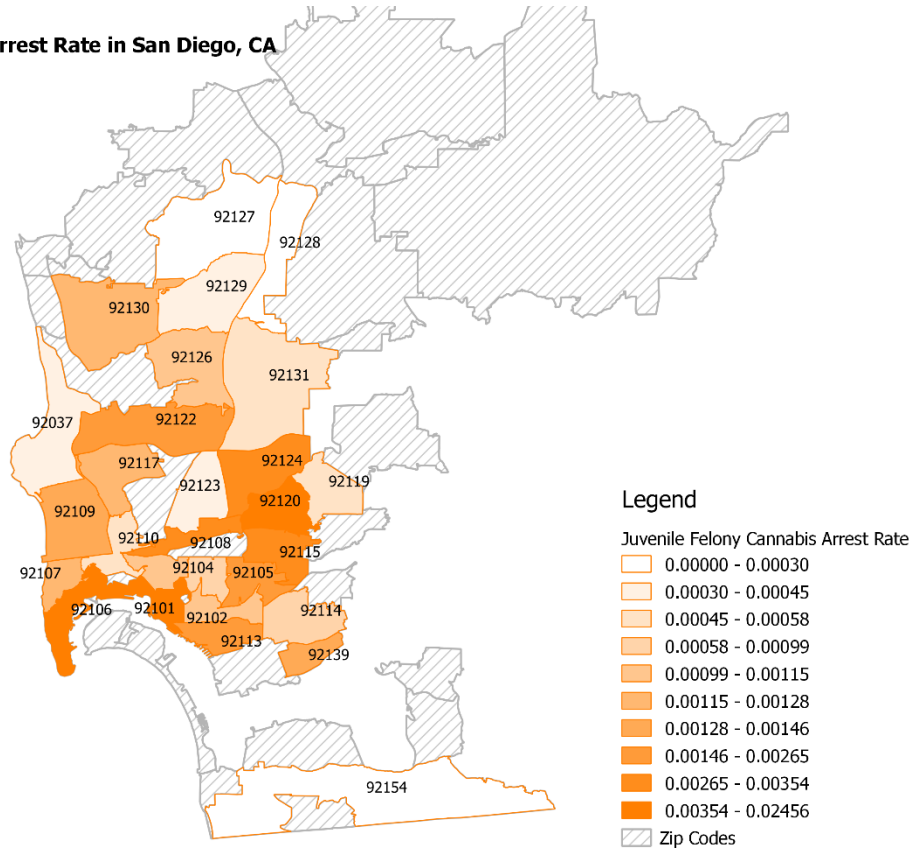 rrest Rate in San Diego, CA
92127
92128
92129
92130
92126
92131
92037
92122
92117
92124
92123
92119
92120
92109
92110
92108
92115
92107
92104
92105
92106
92101
92102
92114
92113
92139
92154
Legend
Juvenile Felony Cannabis Arrest Rate
0.00000 - 0.00030
0.00030 - 0.00045
0.00045 - 0.00058
0.00058 - 0.00099
0.00099 - 0.00115
0.00115 - 0.00128
0.00128 - 0.00146
0.00146 - 0.00265
0.00265 - 0.00354
0.00354 - 0.02456
Zip Codes